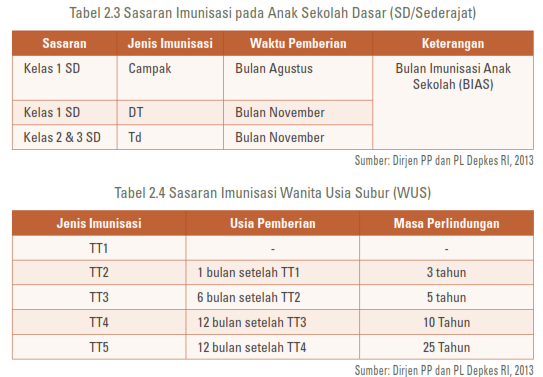 Tabel 2.3 Sasaran Imunisasi pada Anak Sekolah Dasar (SD/Sederajat)
Sasaran Jenis Imunisasi Waktu Pemberian Keterangan
Kelas 1 SD Campak Bulan Agustus Bulan Imunisasi Anak
Sekolah (BIAS)
Kelas 1 SD DT Bulan November
Kelas 2 & 3 SD Td Bulan November
Sumber: Dirjen PP dan PL Depkes RI, 2013
Tabel 2.4 Sasaran Imunisasi Wanita Usia Subur (WUS)
Jenis Imunisasi Usia Pemberian Masa Perlindungan
TT1 - -
TT2 1 bulan setelah TT1 3 tahun
TT3 6 bulan setelah TT2 5 tahun
TT4 12 bulan setelah TT3 10 Tahun
TT5 12 bulan setelah TT4 25 Tahun
Sumber: Dirjen PP dan PL Depkes RI, 2013